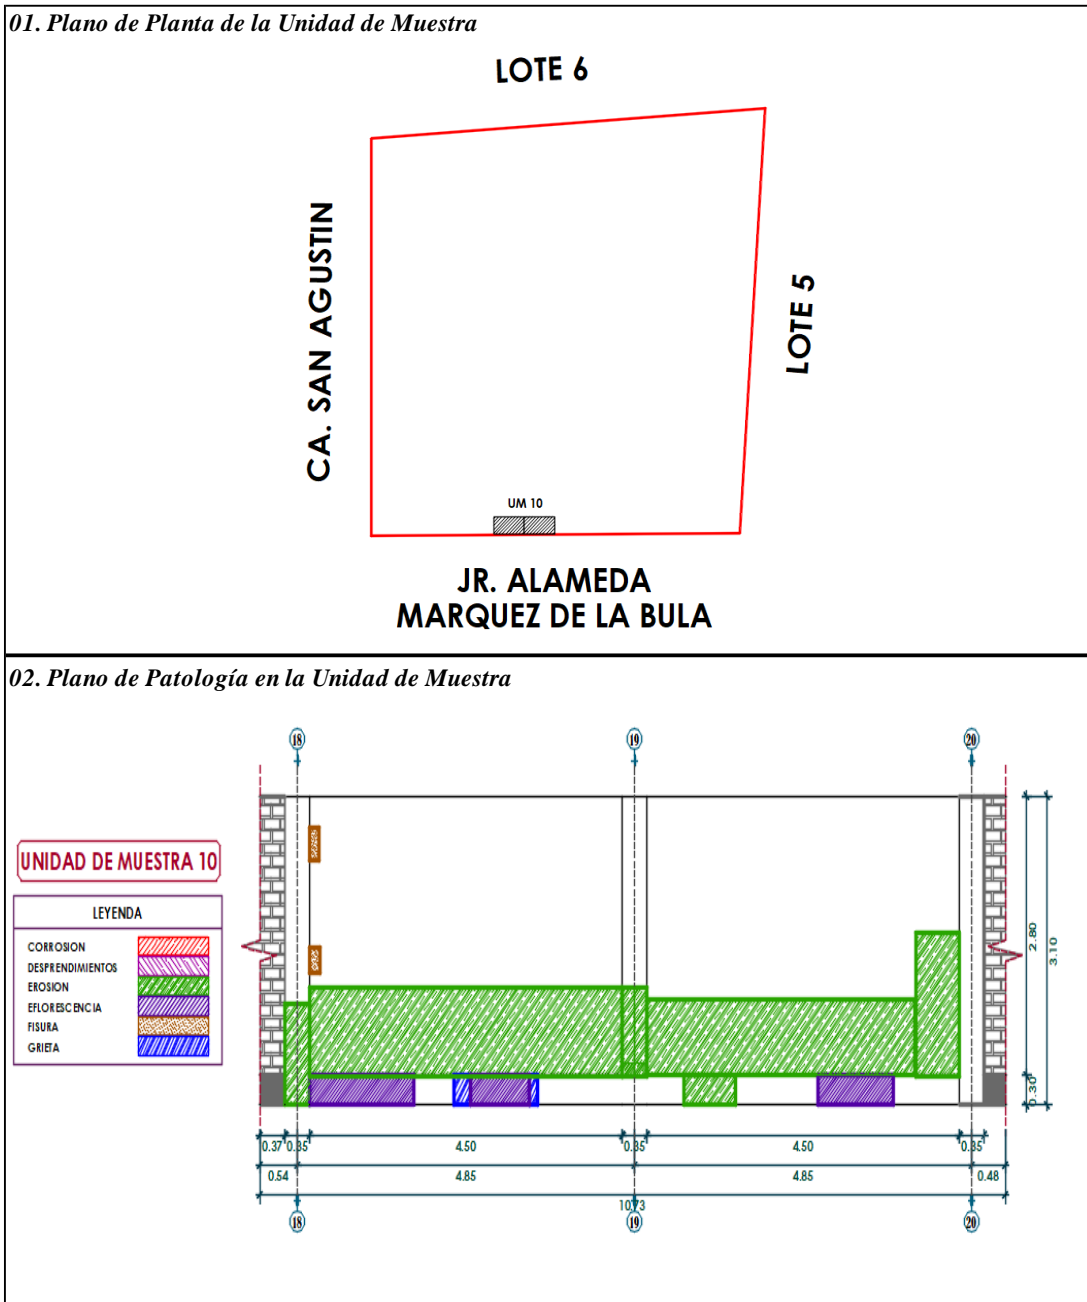 01. Plano de Planta de la Unidad de Muestra
LOTE 6
CA. SAN AGUSTIN
LOTE 5
UM 10
JR. ALAMEDA
MARQUEZ DE LA BULA
02. Plano de Patología en la Unidad de Muestra
18
19
20
UNIDAD DE MUESTRA 10
LEYENDA
CORROSION
DESPRENDIMIENTOS
EROSION
EFLORESCENCIA
FISURA
GRIETA
2.80
3.10
0.30
0.37 0.35 4.50 0.35 4.50 0.35
0.54 4.85 4.85 0.48
10.73
18
19
20